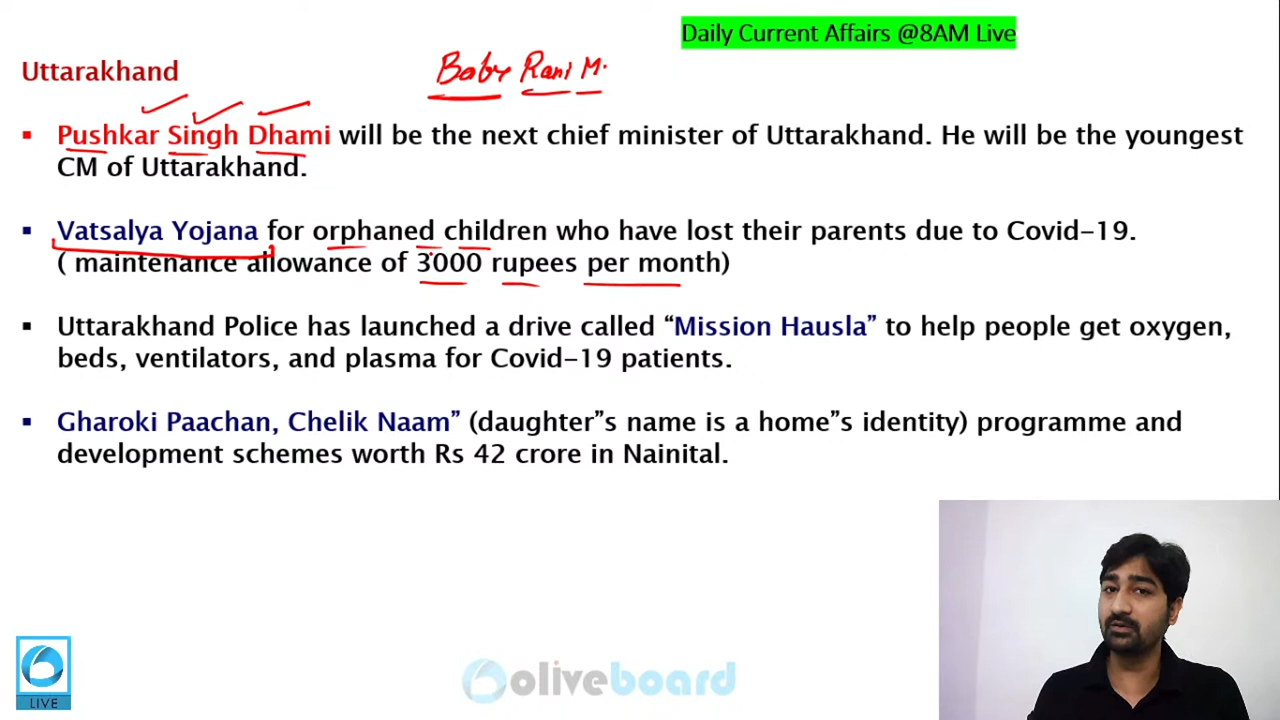 Daily Current Affairs @8AM Live
Baby Rani M.
Uttarakhand
▪ Pushkar Singh Dhami will be the next chief minister of Uttarakhand. He will be the youngest
CM of Uttarakhand.
▪ Vatsalya Yojana for orphaned children who have lost their parents due to Covid-19.
( maintenance allowance of 3000 rupees per month)
▪ Uttarakhand Police has launched a drive called “Mission Hausla” to help people get oxygen,
beds, ventilators, and plasma for Covid-19 patients.
▪ Gharoki Paachan, Chelik Naam” (daughter”s name is a home”s identity) programme and
development schemes worth Rs 42 crore in Nainital.
LIVE
oliveboard